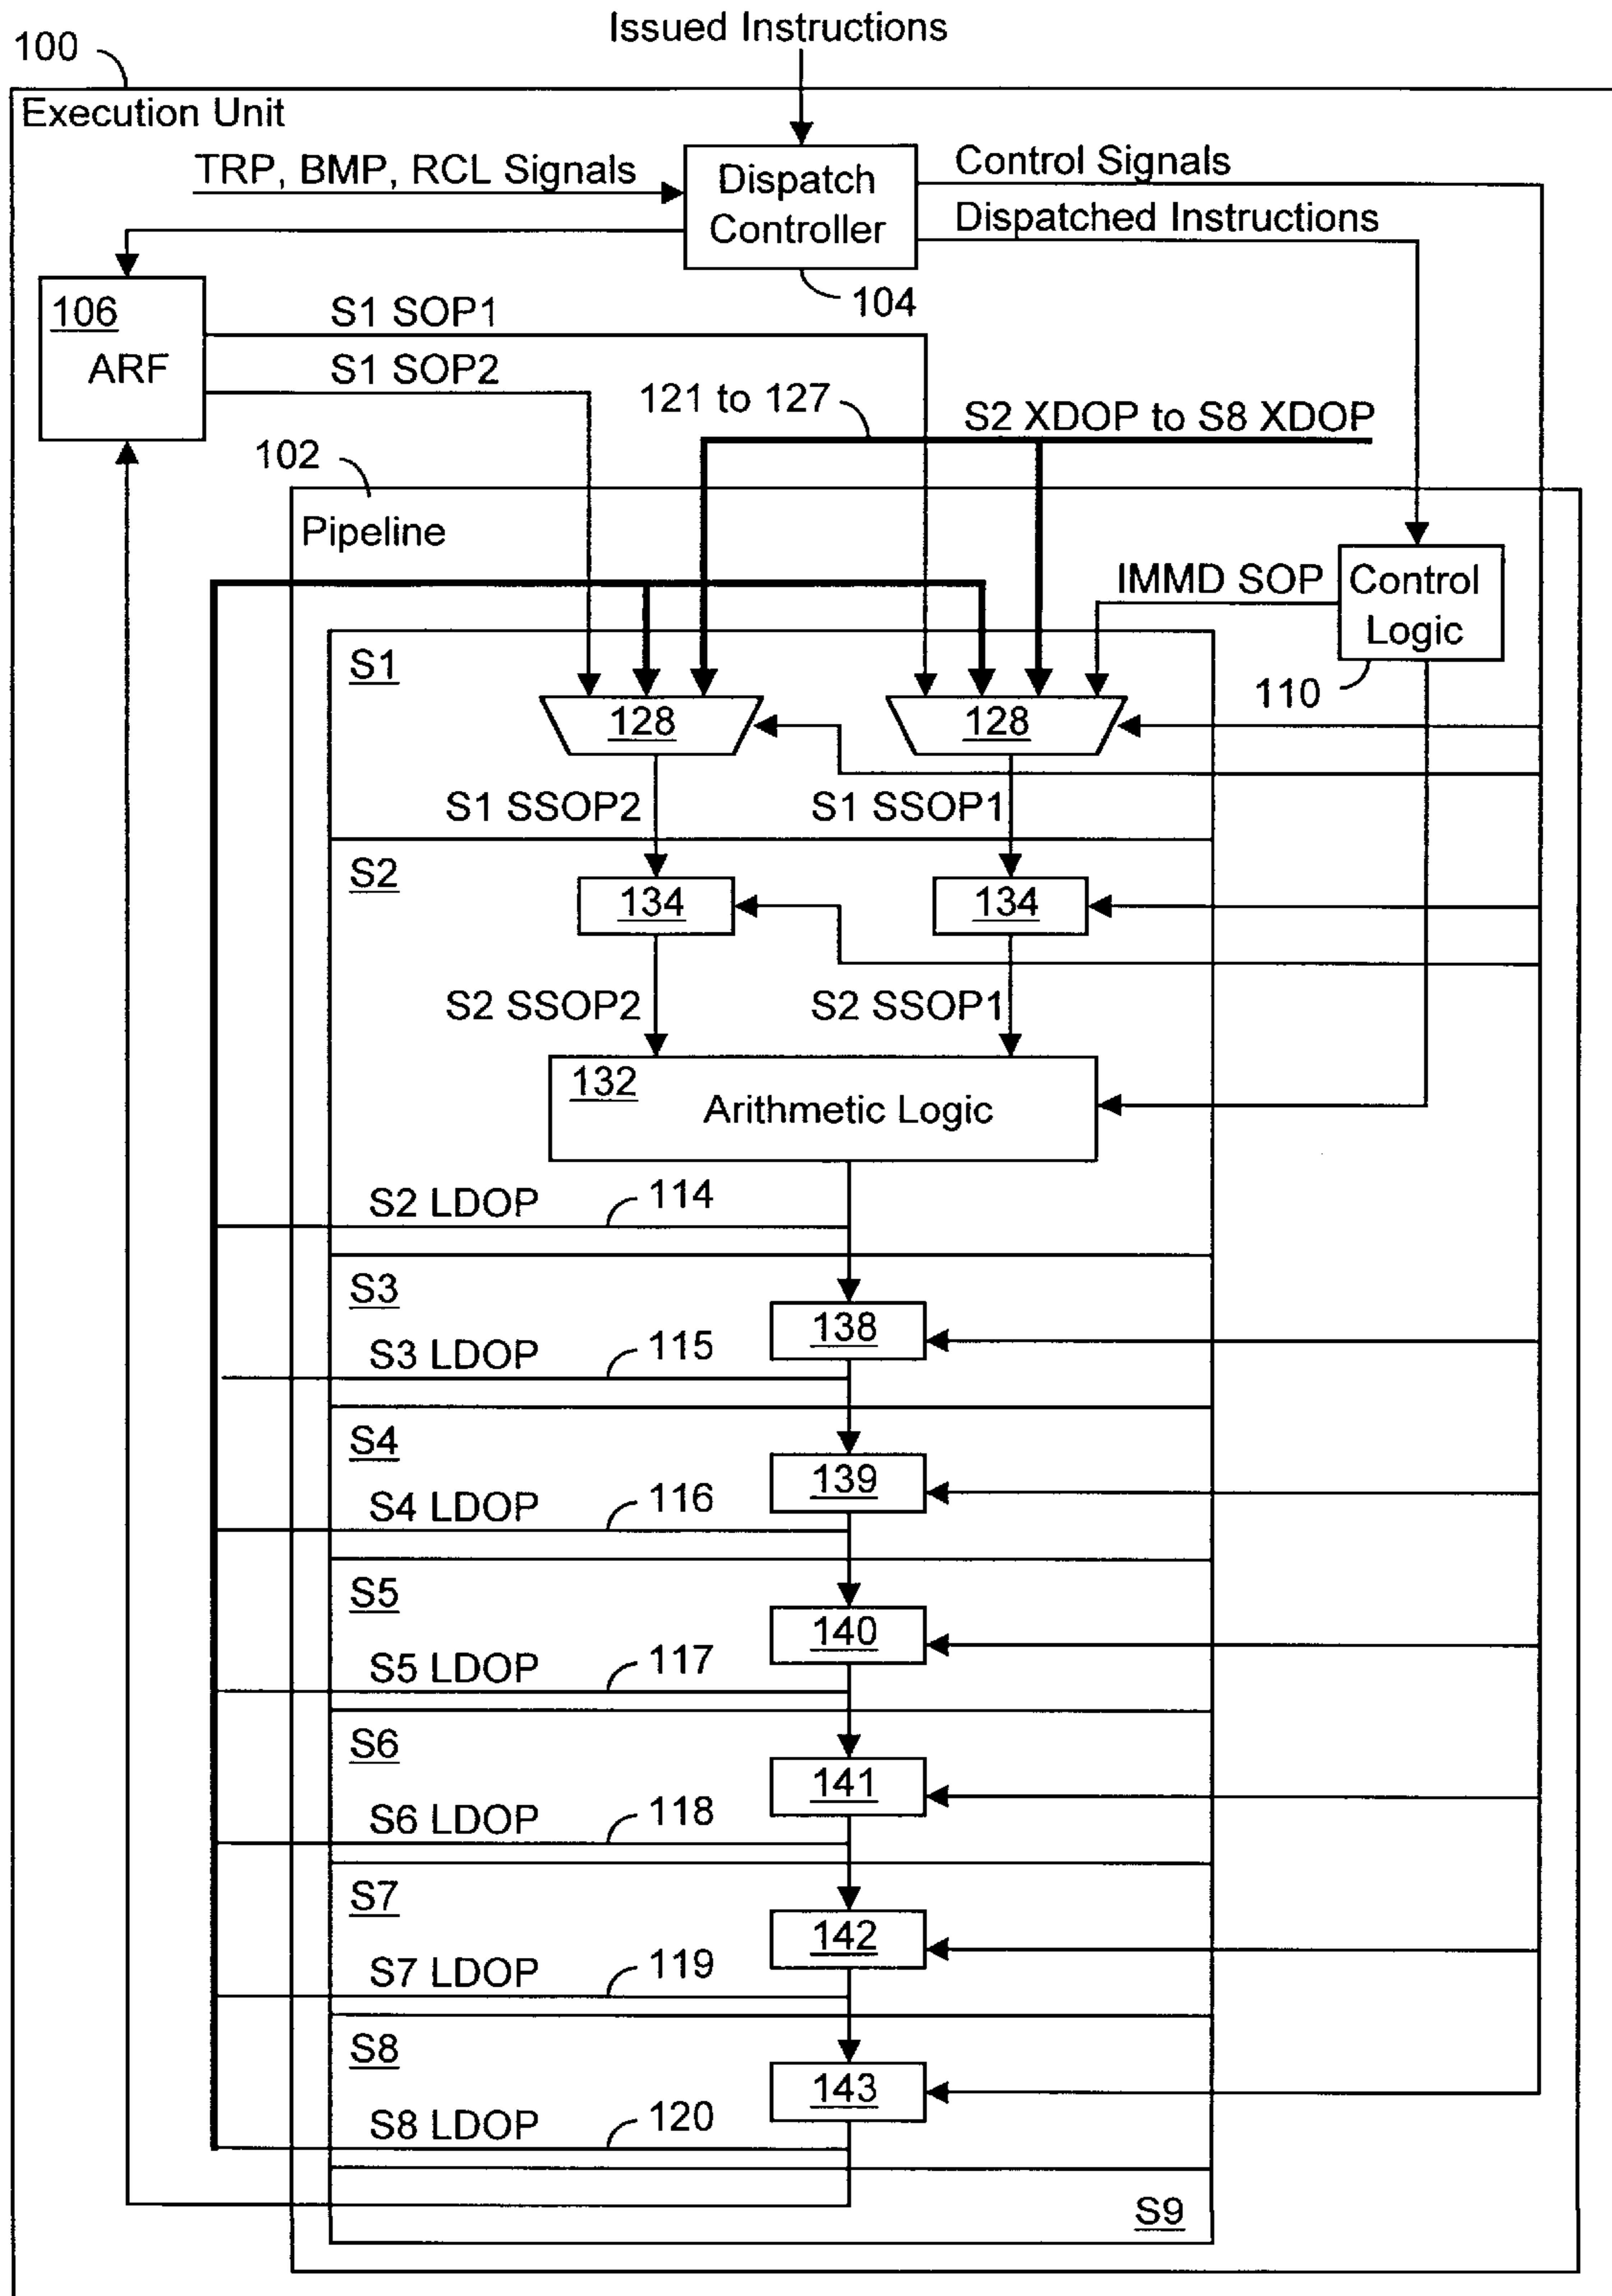 Issued Instructions
100
Execution Unit
TRP, BMP, RCL Signals
Dispatch
Controller
Control Signals
Dispatched Instructions
104
106
ARF
S1 SOP1
S1 SOP2
121 to 127
S2 XDOP to S8 XDOP
102
Pipeline
IMMD SOP
Control
Logic
110
S1
128
128
S1 SSOP2
S1 SSOP1
S2
134
134
S2 SSOP2
S2 SSOP1
132
Arithmetic Logic
S2 LDOP
114
S3
138
S3 LDOP
115
S4
139
S4 LDOP
116
S5
140
S5 LDOP
117
S6
141
S6 LDOP
118
S7
142
S7 LDOP
119
S8
143
S8 LDOP
120
S9